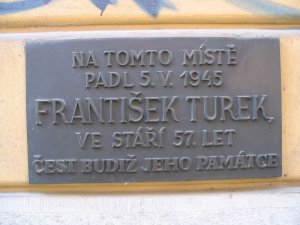 NA TOMTO MÍSTĚ
PADL 5. V. 1945
FRANTIŠEK TUREK,
VE STÁŘÍ 57. LET
ČEST BUDIŽ JEHO PAMÁTCE